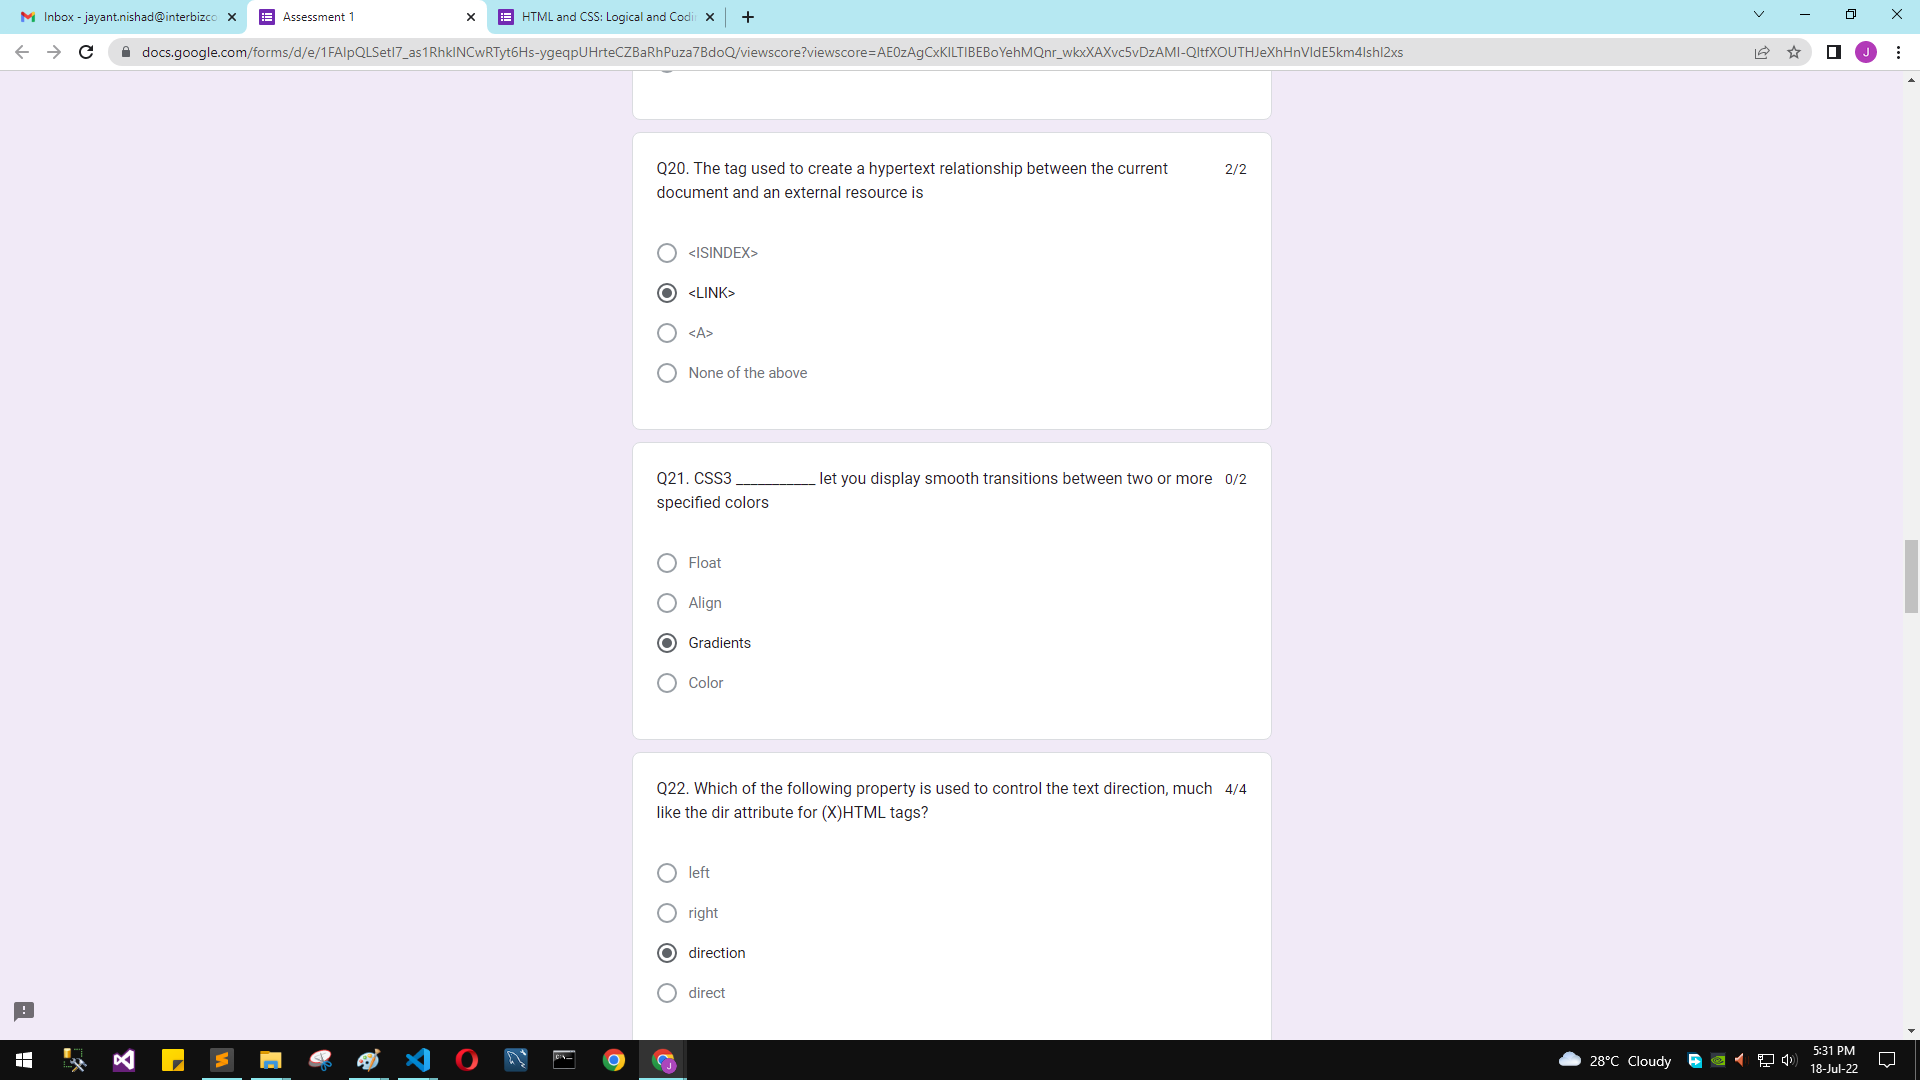 Inbox - jayant.nishad@interbizco
Assessment 1
HTML and CSS: Logical and Codi
docs.google.com/forms/d/e/1FAIpQLSetI7_as1RhkINCwRTyt6Hs-ygeqpUHrteCZBaRhPuza7BdoQ/viewscore?viewscore=AE0zAgCxKILTIBEBoYehMQnr_wkxXAXvc5vDzAMI-QltfXOUTHJeXhHnVIdE5km4IshI2xs
J
Q20. The tag used to create a hypertext relationship between the current 2/2
document and an external resource is
<ISINDEX>
<LINK>
<A>
None of the above
Q21. CSS3 ___________ let you display smooth transitions between two or more 0/2
specified colors
Float
Align
Gradients
Color
Q22. Which of the following property is used to control the text direction, much 4/4
like the dir attribute for (X)HTML tags?
left
right
direction
direct
28°C Cloudy
5:31 PM
18-Jul-22